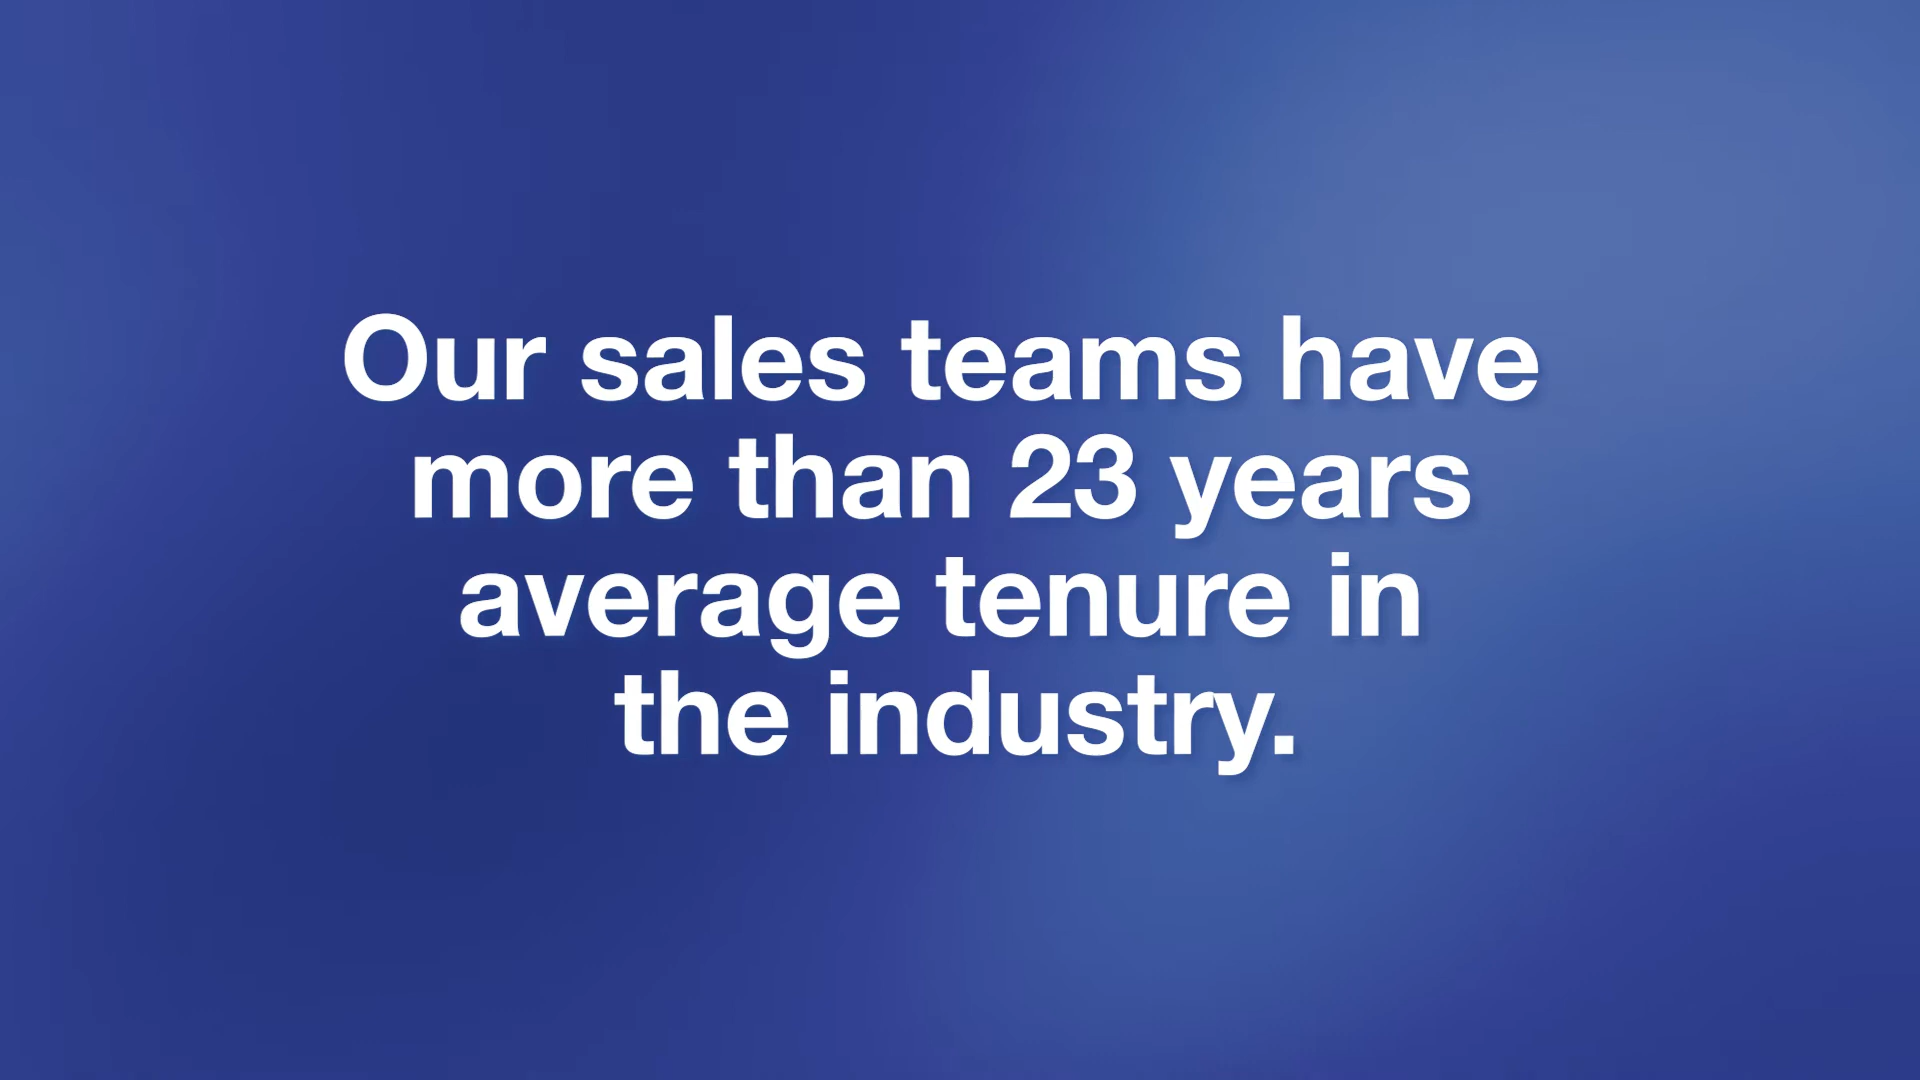 Our sales teams have
more than 23 years
average tenure in
the industry.